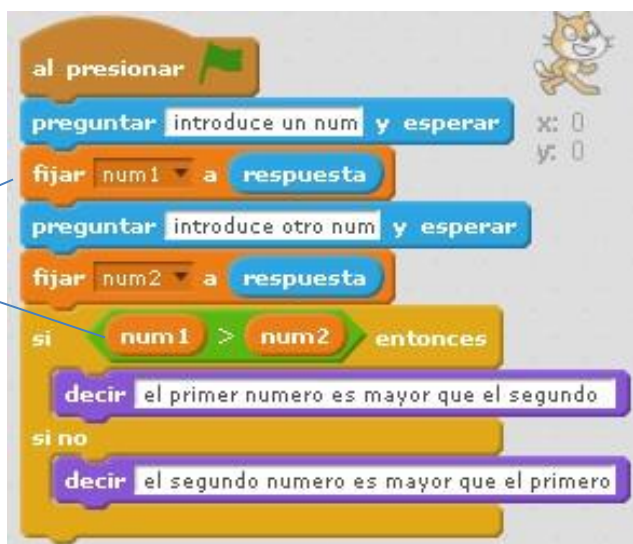 al presionar
preguntar introduce un num y esperar
x: 0
fijar num1 a respuesta
y: 0
preguntar introduce otro num y esperar
fijar num2 a respuesta
si num1 > num2 entonces
decir el primer numero es mayor que el segundo
si no
decir el segundo numero es mayor que el primero